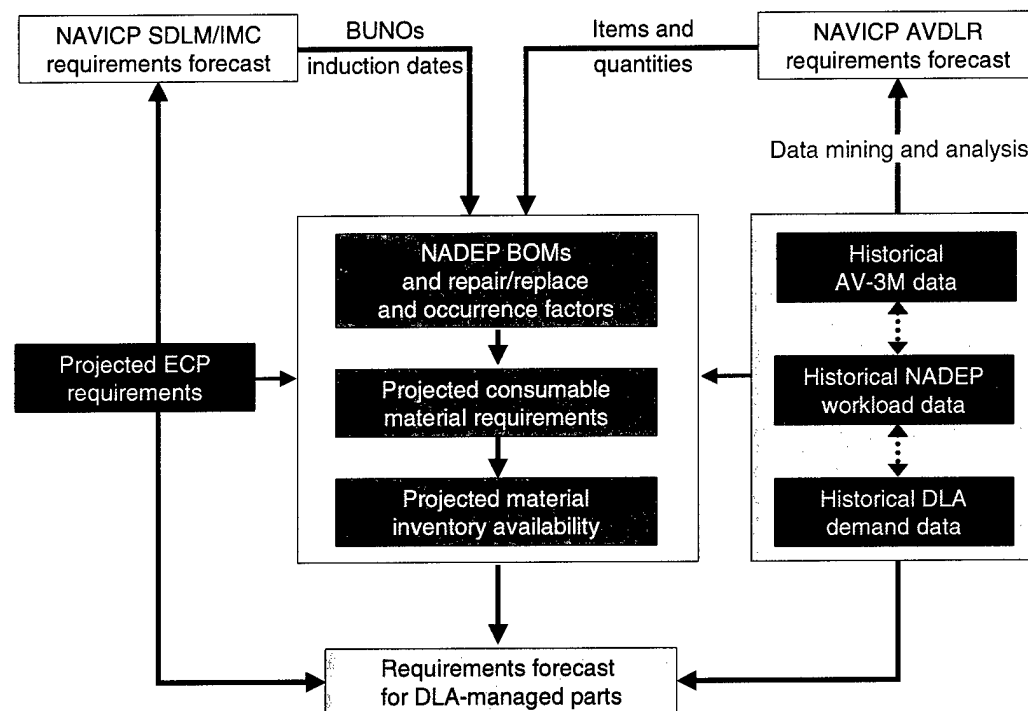 NAVICP SDLM/IMC
requirements forecast
BUNOs
induction dates
Items and
quantities
NAVICP AVDLR
requirements forecast
Data mining and analysis
NADEP BOMs
and repair/replace
and occurrence factors
Historical
AV-3M data
Projected ECP
requirements
Projected consumable
material requirements
Historical NADEP
workload data
Projected material
inventory availability
Historical DLA
demand data
Requirements forecast
for DLA-managed parts